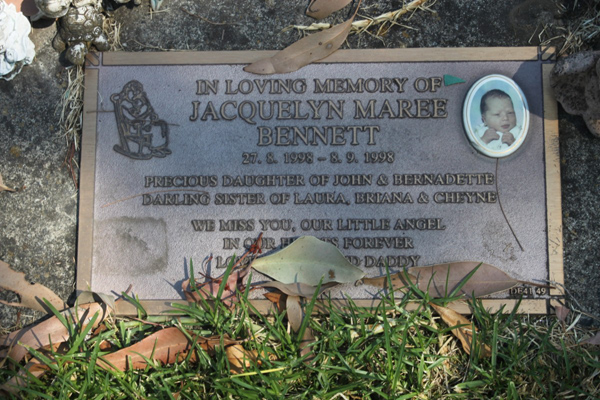 IN LOVING MEMORY OF
JACQUELYN MAREE
BENNETT
27. 8. 1998 - 8. 9. 1998
PRECIOUS DAUGHTER OF JOHN & BERNADETTE
DARLING SISTER OF LAURA, BRIANA & CHEYNE
WE MISS YOU, OUR LITTLE ANGEL
IN OUR FOREVER
DADDY
DE4149